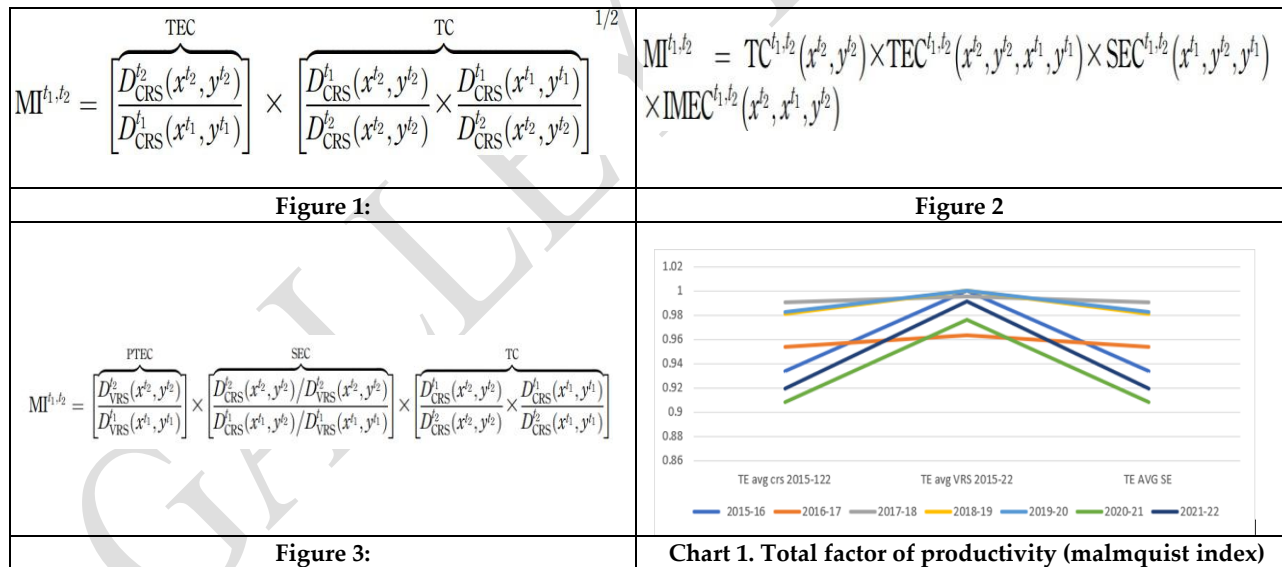 TEC TC 1/2
MI^{t₁,t₂} = [D^{t₂}_{CRS}(x^{t₂}, y^{t₂}) / D^{t₁}_{CRS}(x^{t₁}, y^{t₁})] × [D^{t₁}_{CRS}(x^{t₂}, y^{t₂}) / D^{t₂}_{CRS}(x^{t₂}, y^{t₂}) × D^{t₁}_{CRS}(x^{t₁}, y^{t₁}) / D^{t₂}_{CRS}(x^{t₂}, y^{t₂})]
Figure 1:
MI^{t₁,t₂} = TC^{t₁,t₂}(x^{t₂}, y^{t₂})×TEC^{t₁,t₂}(x^{t₂}, y^{t₂}, x^{t₁}, y^{t₁})×SEC^{t₁,t₂}(x^{t₁}, y^{t₂}, y^{t₁})
×IMEC^{t₁,t₂}(x^{t₂}, x^{t₁}, y^{t₂})
Figure 2
PTEC SEC TC
MI^{t₁,t₂} = [D^{t₂}_{VRS}(x^{t₂}, y^{t₂}) / D^{t₁}_{VRS}(x^{t₁}, y^{t₁})] × [D^{t₂}_{CRS}(x^{t₂}, y^{t₂})/D^{t₂}_{VRS}(x^{t₂}, y^{t₂}) / D^{t₁}_{CRS}(x^{t₁}, y^{t₂})/D^{t₁}_{VRS}(x^{t₁}, y^{t₁})] × [D^{t₁}_{CRS}(x^{t₂}, y^{t₂}) / D^{t₂}_{CRS}(x^{t₂}, y^{t₂}) × D^{t₁}_{CRS}(x^{t₁}, y^{t₁}) / D^{t₂}_{CRS}(x^{t₁}, y^{t₁})]
Figure 3:
1.02
1
0.98
0.96
0.94
0.92
0.9
0.88
0.86
TE avg crs 2015-122 TE avg VRS 2015-22 TE AVG SE
2015-16 2016-17 2017-18 2018-19 2019-20 2020-21 2021-22
Chart 1. Total factor of productivity (malmquist index)
GALLEY